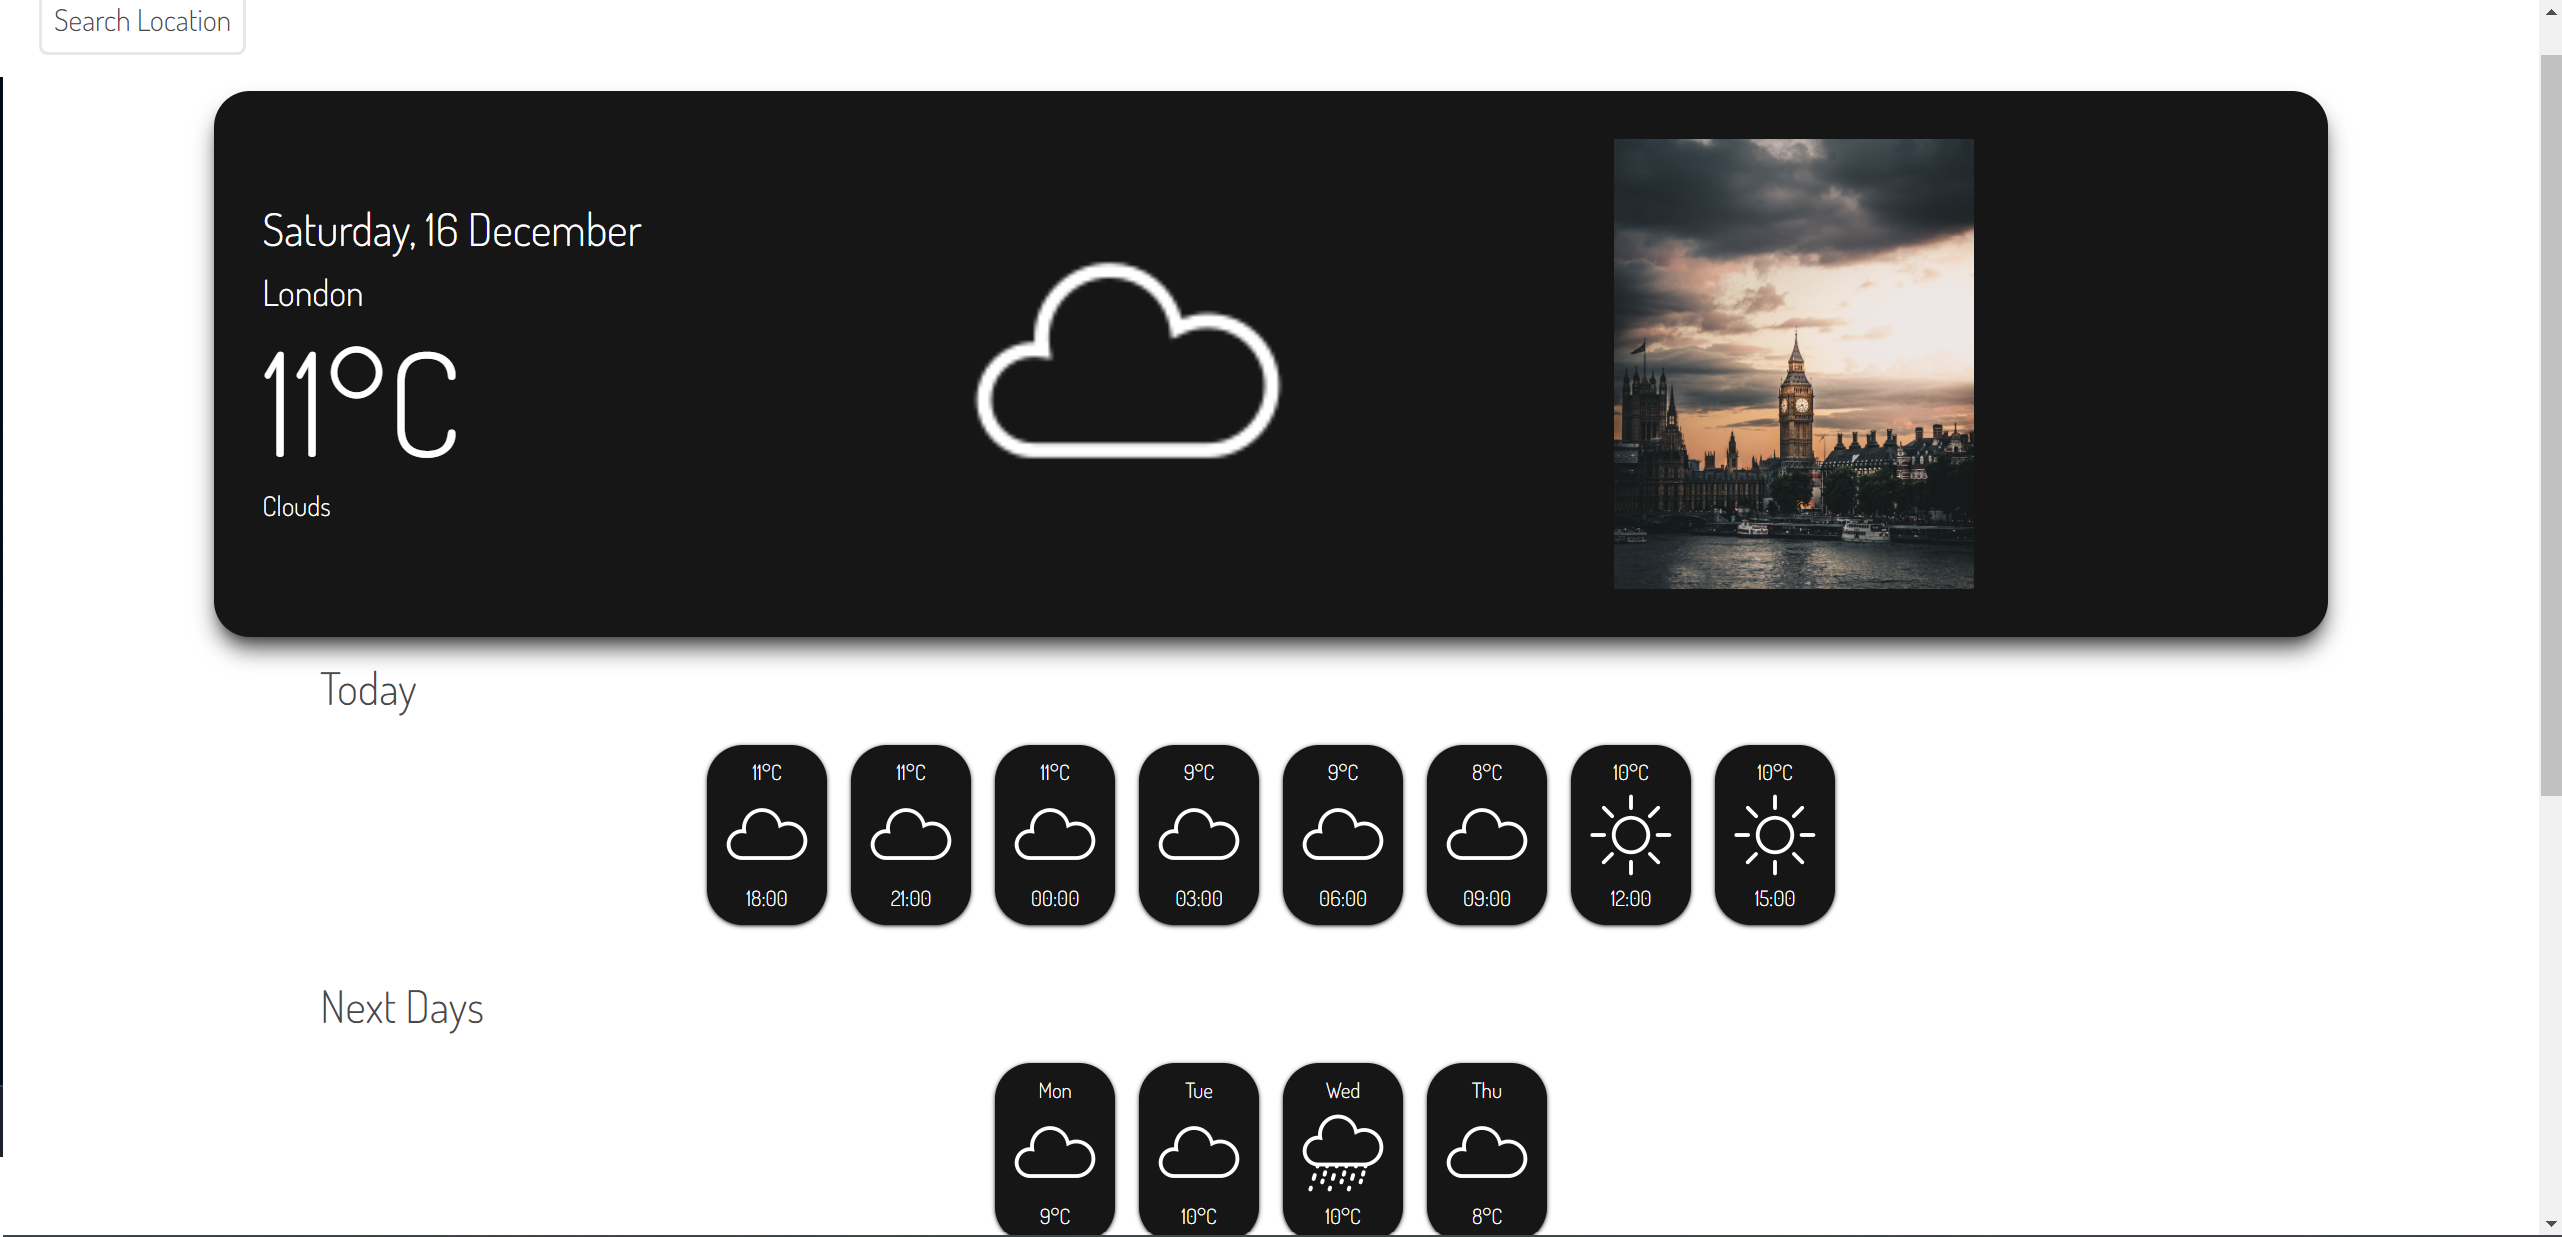 Search Location
Saturday, 16 December
London
11°C
Clouds
Today
11°C 11°C 11°C 9°C 9°C 8°C 10°C 10°C
18:00 21:00 00:00 03:00 06:00 09:00 12:00 15:00
Next Days
Mon Tue Wed Thu
9°C 10°C 10°C 8°C